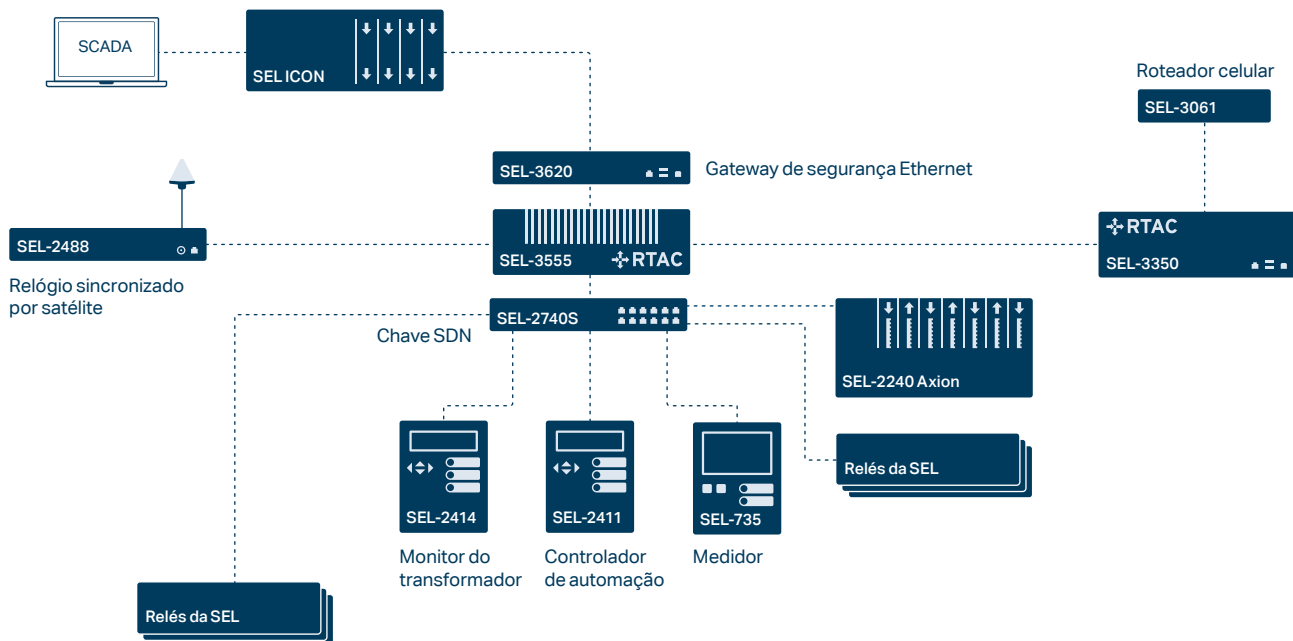 SCADA
SEL ICON
Roteador celular
SEL-3061
SEL-3620
Gateway de segurança Ethernet
SEL-2488
Relógio sincronizado
por satélite
SEL-3555
RTAC
RTAC
SEL-3350
SEL-2740S
Chave SDN
SEL-2240 Axion
Relés da SEL
SEL-2414
Monitor do
transformador
SEL-2411
Controlador
de automação
SEL-735
Medidor
Relés da SEL